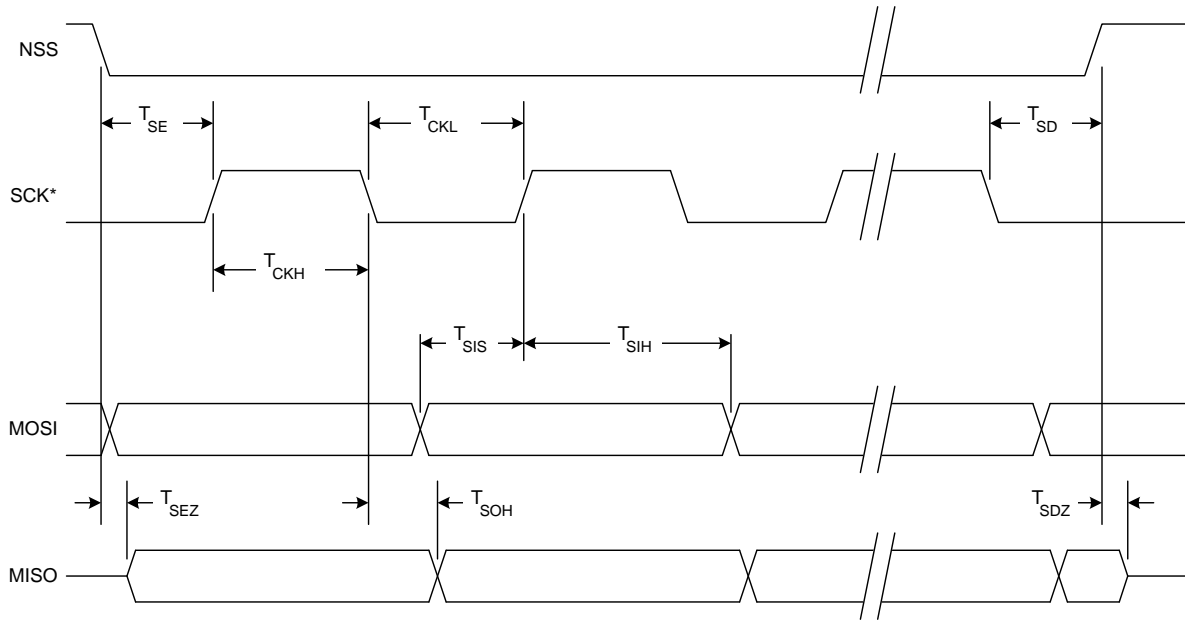 NSS
T_SE
T_CKL
T_SD
SCK*
T_CKH
T_SIS
T_SIH
MOSI
T_SEZ
T_SOH
T_SDZ
MISO